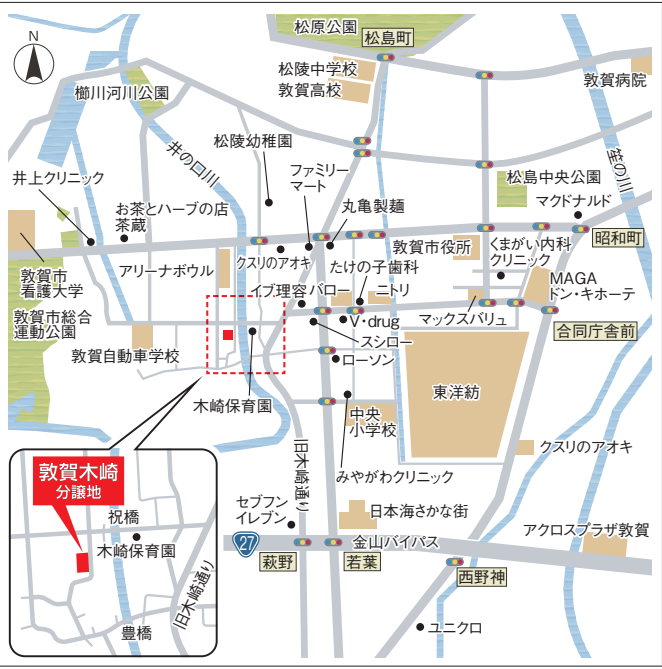 松原公園
松島町
N
松陵中学校
敦賀高校
敦賀病院
櫛川河川公園
松陵幼稚園
井の口川
笙の川
井上クリニック
ファミリー
マート
松島中央公園
お茶とハーブの店
茶蔵
丸亀製麺
マクドナルド
昭和町
敦賀市
看護大学
アリーナボウル
クスリのアオキ
敦賀市役所
くまがい内科
クリニック
たけの子歯科
MAGA
ドン・キホーテ
イブ理容
バロー
ニトリ
敦賀市総合
運動公園
V・drug
マックスバリュ
合同庁舎前
敦賀自動車学校
スシロー
ローソン
木崎保育園
東洋紡
中央
小学校
旧木崎通り
クスリのアオキ
みやがわクリニック
敦賀木崎
分譲地
祝橋
木崎保育園
旧木崎通り
豊橋
セブン
イレブン
日本海さかな街
アクロスプラザ敦賀
27
金山バイパス
萩野
若葉
西野神
ユニクロ